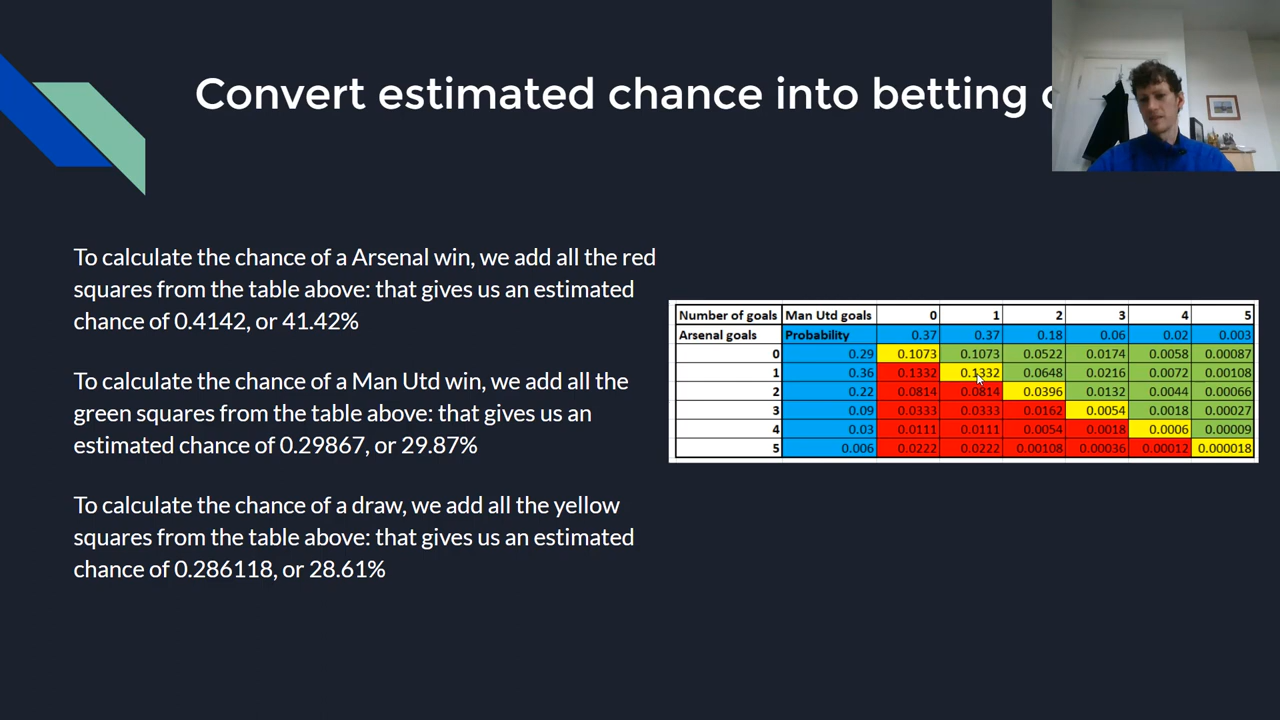 Convert estimated chance into betting
To calculate the chance of a Arsenal win, we add all the red
squares from the table above: that gives us an estimated
chance of 0.4142, or 41.42%
To calculate the chance of a Man Utd win, we add all the
green squares from the table above: that gives us an
estimated chance of 0.29867, or 29.87%
To calculate the chance of a draw, we add all the yellow
squares from the table above: that gives us an estimated
chance of 0.286118, or 28.61%
Number of goals Man Utd goals 0 1 2 3 4 5
Arsenal goals Probability 0.37 0.37 0.18 0.06 0.02 0.003
0 0.29 0.1073 0.1073 0.0522 0.0174 0.0058 0.00087
1 0.36 0.1332 0.1332 0.0648 0.0216 0.0072 0.00108
2 0.22 0.0814 0.0814 0.0396 0.0132 0.0044 0.00066
3 0.09 0.0333 0.0333 0.0162 0.0054 0.0018 0.00027
4 0.03 0.0111 0.0111 0.0054 0.0018 0.0006 0.00009
5 0.006 0.0222 0.0222 0.00108 0.00036 0.00012 0.000018